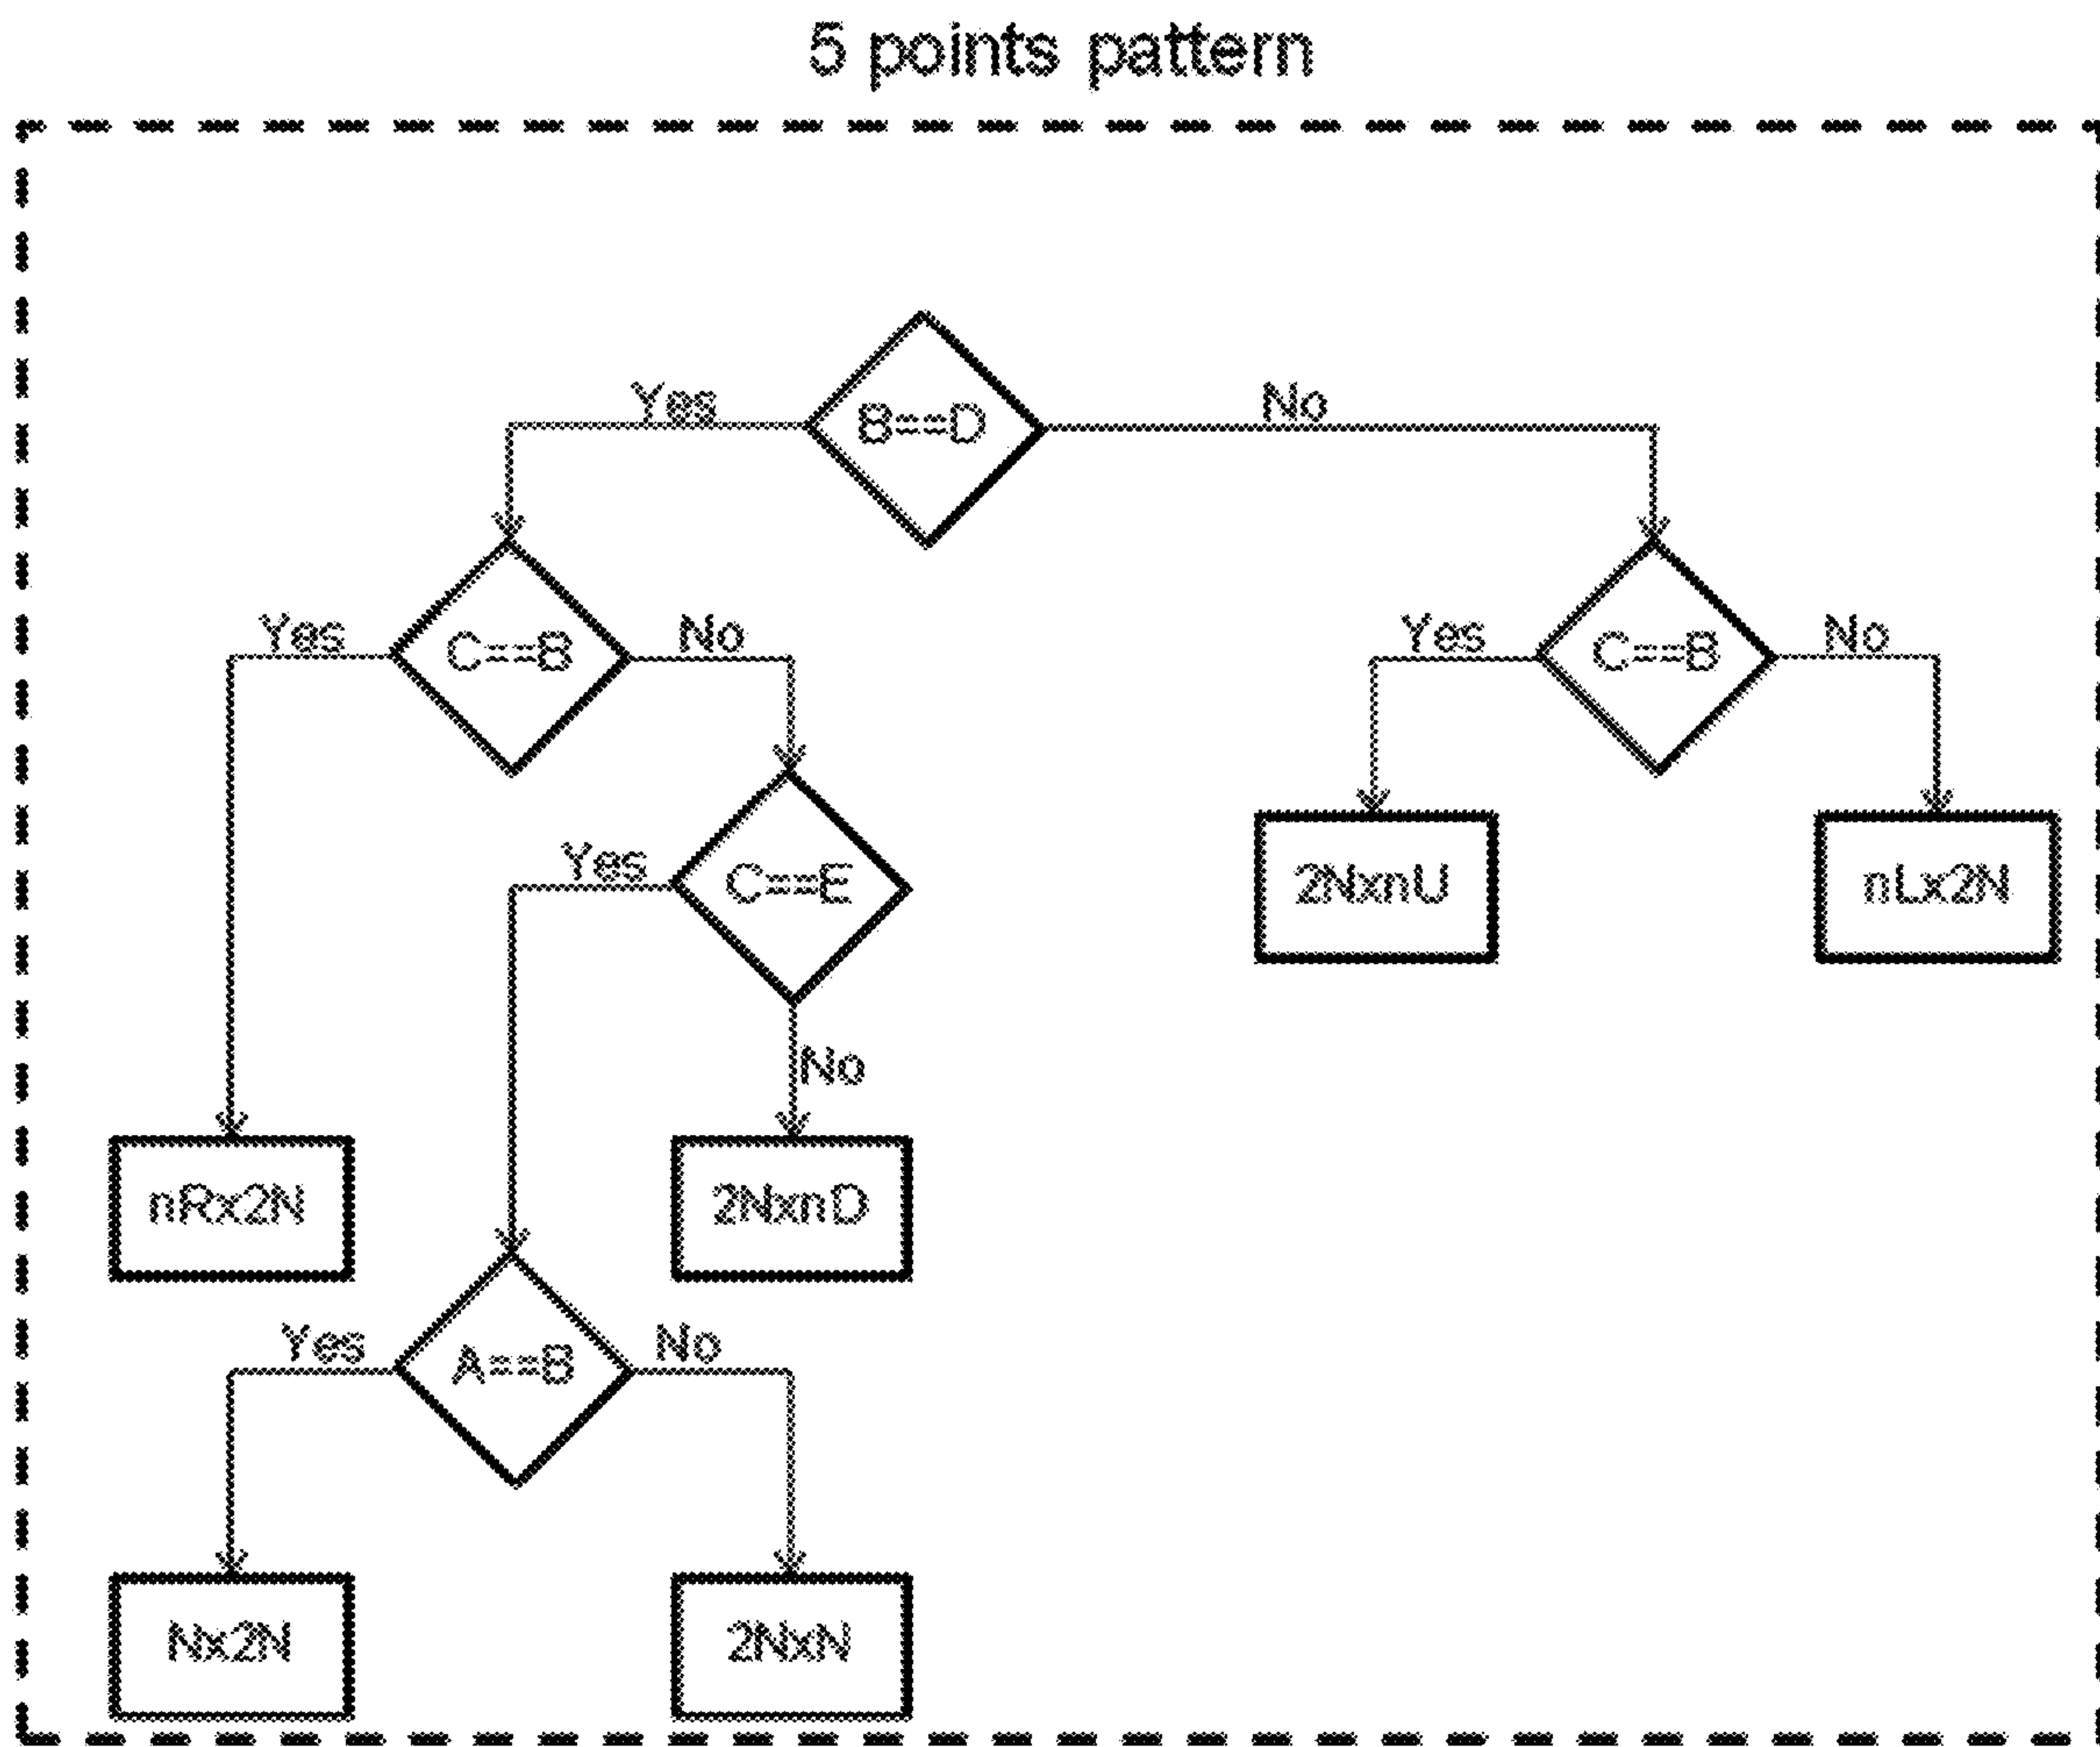 5 points pattern
Yes
B==D
No
Yes
C==B
No
Yes
C==B
No
Yes
C==E
2NxnU
nLx2N
No
nRx2N
2NxnD
Yes
A==B
No
Nx2N
2NxN